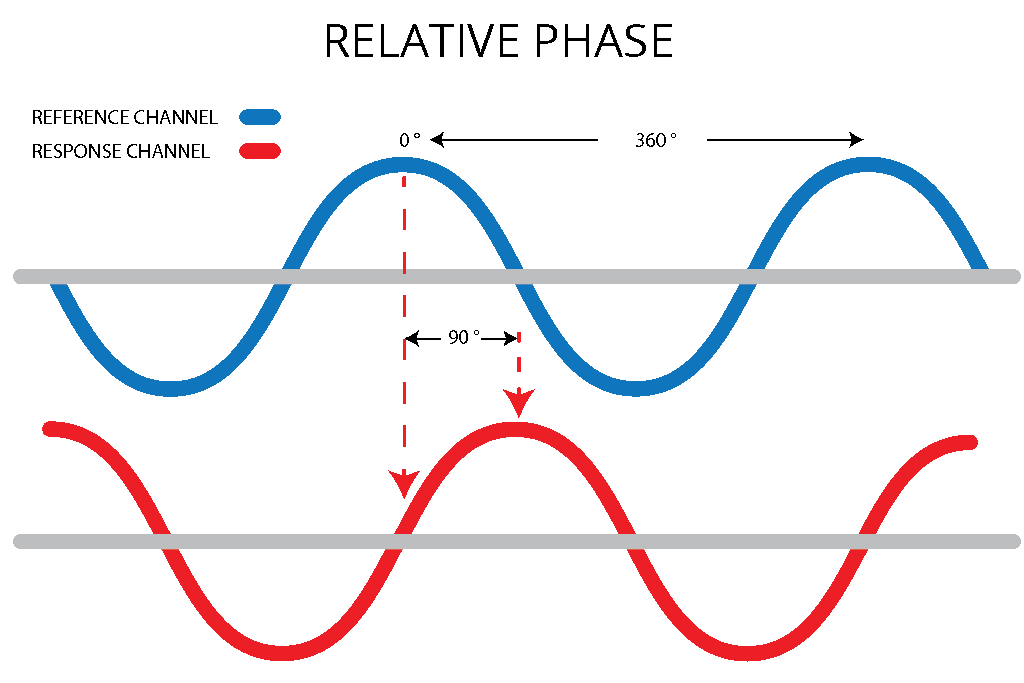 RELATIVE PHASE
REFERENCE CHANNEL
RESPONSE CHANNEL
0° 360°
90°